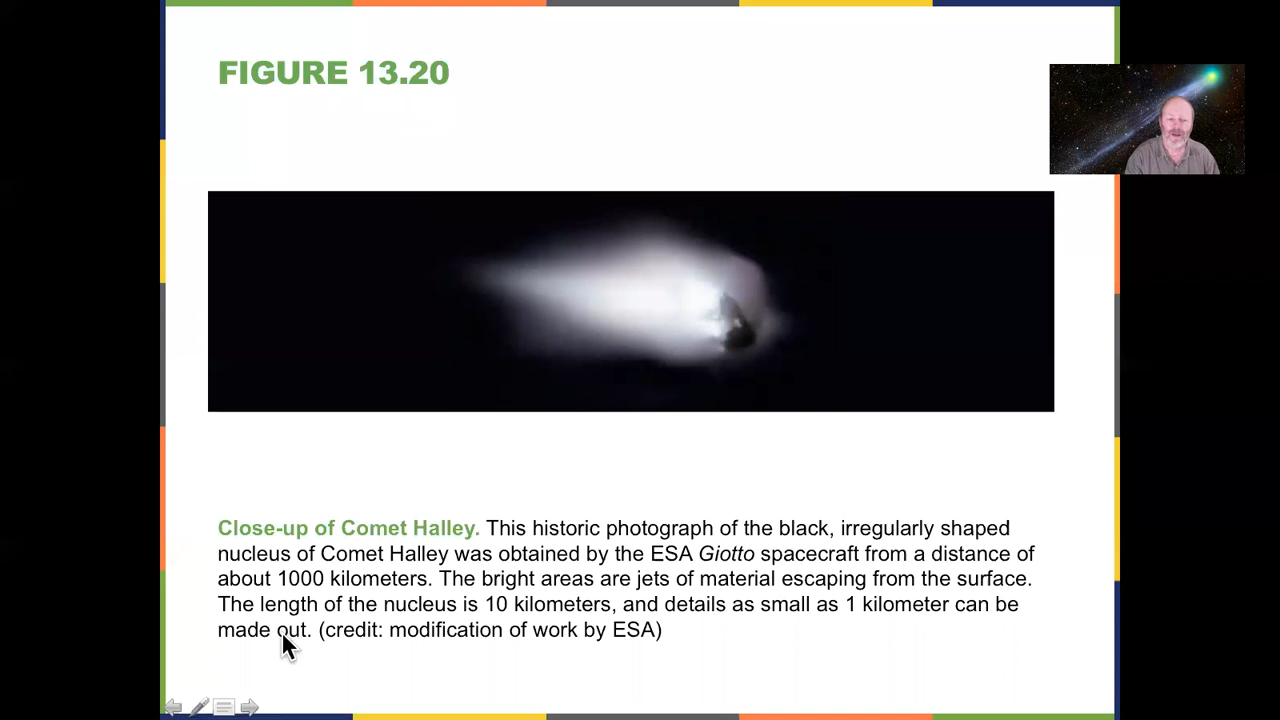 FIGURE 13.20
Close-up of Comet Halley. This historic photograph of the black, irregularly shaped
nucleus of Comet Halley was obtained by the ESA Giotto spacecraft from a distance of
about 1000 kilometers. The bright areas are jets of material escaping from the surface.
The length of the nucleus is 10 kilometers, and details as small as 1 kilometer can be
made out. (credit: modification of work by ESA)